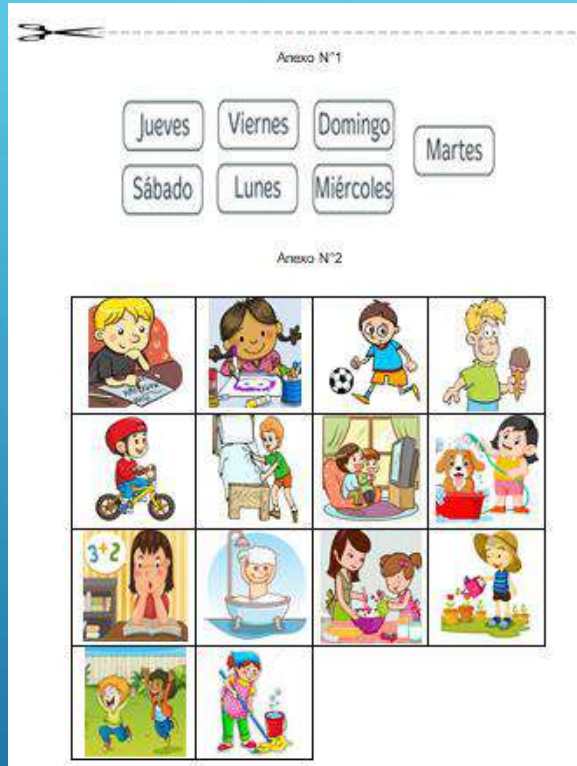 Anexo N°1
Jueves Viernes Domingo
Martes
Sábado Lunes Miércoles
Anexo N°2
3+2